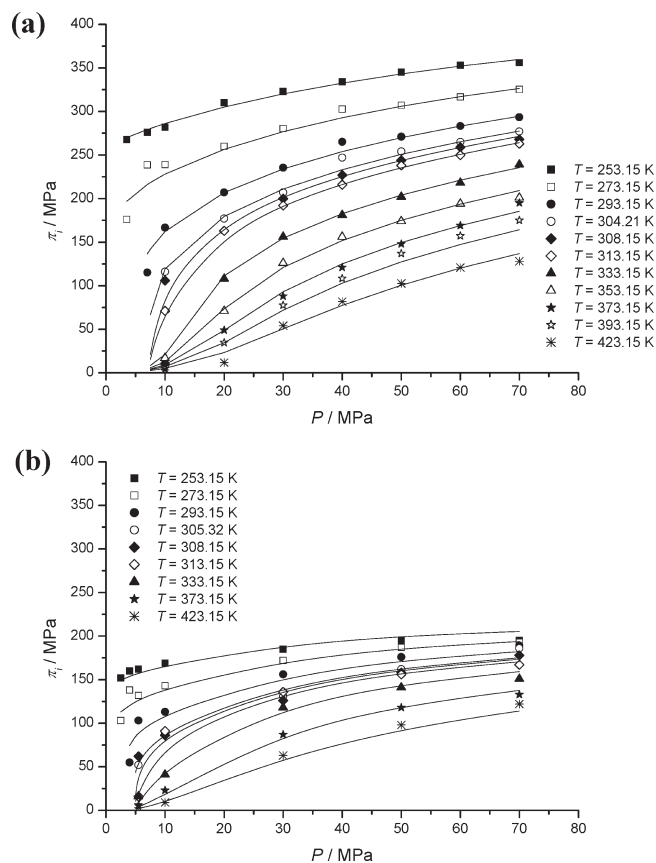 (a)
400
350
300
250
200
150
100
50
0
πi / MPa
0 10 20 30 40 50 60 70 80
P / MPa
T = 253.15 K
T = 273.15 K
T = 293.15 K
T = 304.21 K
T = 308.15 K
T = 313.15 K
T = 333.15 K
T = 353.15 K
T = 373.15 K
T = 393.15 K
T = 423.15 K
(b)
400
350
300
250
200
150
100
50
0
πi / MPa
T = 253.15 K
T = 273.15 K
T = 293.15 K
T = 305.32 K
T = 308.15 K
T = 313.15 K
T = 333.15 K
T = 373.15 K
T = 423.15 K
0 10 20 30 40 50 60 70 80
P / MPa